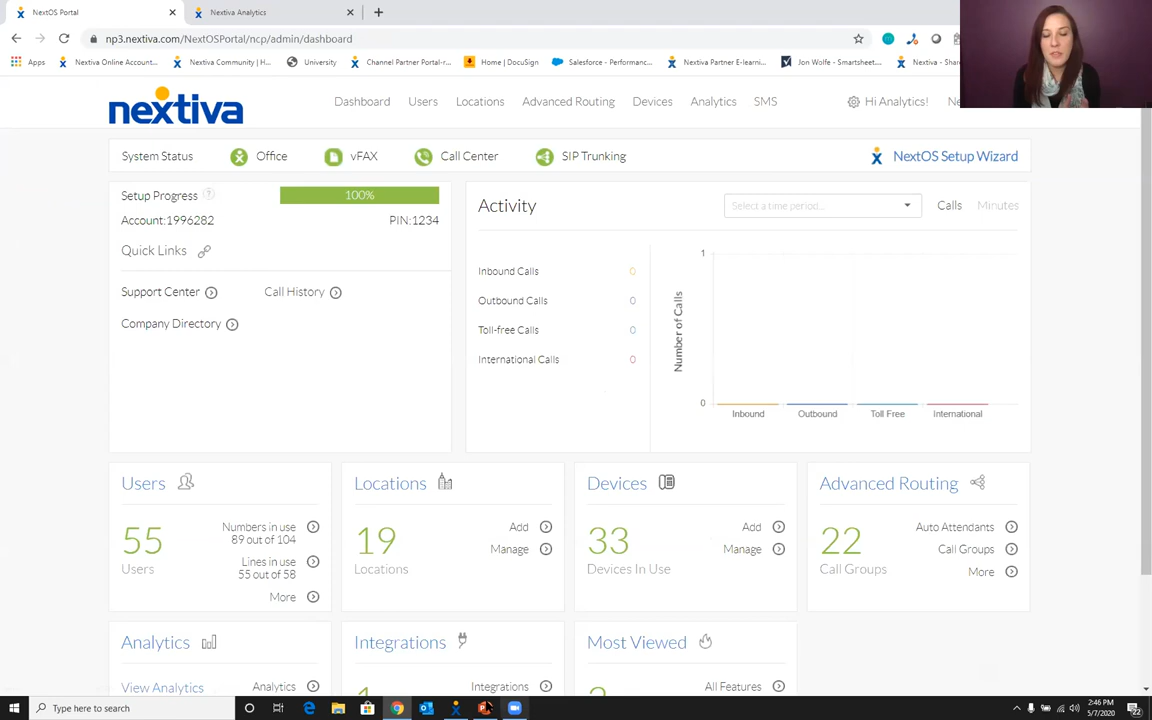 NextOS Portal
Nextiva Analytics
np3.nextiva.com/NextOSPortal/ncp/admin/dashboard
Apps
Nextiva Online Account...
Nextiva Community | H...
University
Channel Partner Portal-r...
Home | DocuSign
Salesforce - Performanc...
Nextiva Partner E-learni...
Jon Wolfe - Smartsheet...
Nextiva - Shar
nextiva
Dashboard
Users
Locations
Advanced Routing
Devices
Analytics
SMS
Hi Analytics!
System Status
Office
vFAX
Call Center
SIP Trunking
NextOS Setup Wizard
Setup Progress ?
100%
Account:1996282
PIN:1234
Quick Links
Support Center
Call History
Company Directory
Activity
Select a time period...
Calls
Minutes
Inbound Calls 0
Outbound Calls 0
Toll-free Calls 0
International Calls 0
Number of Calls
1
0
Inbound
Outbound
Toll Free
International
Users
55
Users
Numbers in use
89 out of 104
Lines in use
55 out of 58
More
Locations
19
Locations
Add
Manage
Devices
33
Devices In Use
Add
Manage
Advanced Routing
22
Call Groups
Auto Attendants
Call Groups
More
Analytics
View Analytics
Analytics
Integrations
Integrations
Most Viewed
All Features
Type here to search
2:46 PM
5/7/2020
22